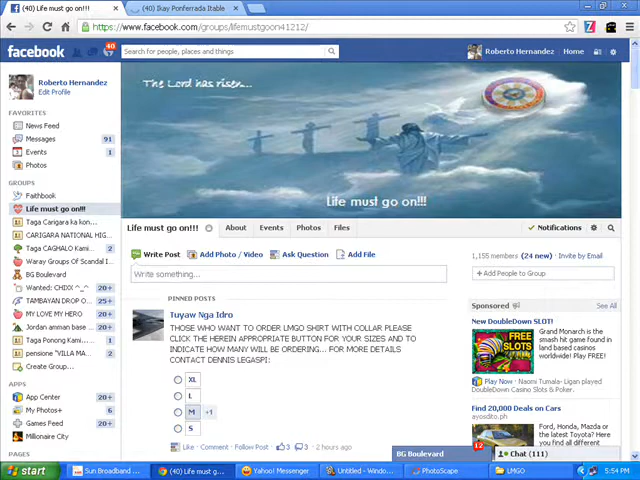 (40) Life must go on!!!
(40) Ikay Ponferrada Itable
https://www.facebook.com/groups/lifemustgoon41212/
facebook
40
Search for people, places and things
Roberto Hernandez
Home
Roberto Hernandez
Edit Profile
FAVORITES
News Feed
Messages 91
Events 1
Photos
GROUPS
Faithbook
Life must go on!!!
Taga Carigara ka kon...
CARIGARA NATIONAL HIG...
Taga CAGHALO Kami... 2
Waray Groups Of Scandal I...
BG Boulevard
Wanted: CHIXX ^_^ 20+
TAMBAYAN DROP O... 20+
MY LOVE MY HERO 2
Jordan amman base ... 20+
Taga Ponong Kami... 1
pensione "VILLA MA... 2
Create Group...
APPS
App Center 20+
My Photos+ 6
Games Feed 20+
Millionaire City
PAGES
The Lord has risen...
Life must go on!!!
Life must go on!!!
About
Events
Photos
Files
Notifications
Write Post
Add Photo / Video
Ask Question
Add File
Write something...
PINNED POSTS
Tuyaw Nga Idro
THOSE WHO WANT TO ORDER LMGO SHIRT WITH COLLAR PLEASE
CLICK THE HEREIN APPROPRIATE BUTTON FOR YOUR SIZES AND TO
INDICATE HOW MANY WILL BE ORDERING... FOR MORE DETAILS
CONTACT DENNIS LEGASPI:
XL
L
M +1
S
Like · Comment · Follow Post · 3 3 · 2 hours ago
1,155 members (24 new) · Invite by Email
+ Add People to Group
Sponsored
See All
New DoubleDown SLOT!
FREE SLOTS
Grand Monarch is the
smash hit game found in
land based casinos
worldwide! Play FREE!
Play Now · Naomi Tumala-Ligan played
DoubleDown Casino Slots & Poker.
Find 20,000 Deals on Cars
ayosdito.ph
Ford, Honda, Mazda or
the latest Toyota? Here
you will find all
12
BG Boulevard
Chat (111)
start
Sun Broadband ...
(40) Life must g...
Yahoo! Messenger
Untitled - Windo...
PhotoScape
LMGO
5:54 PM